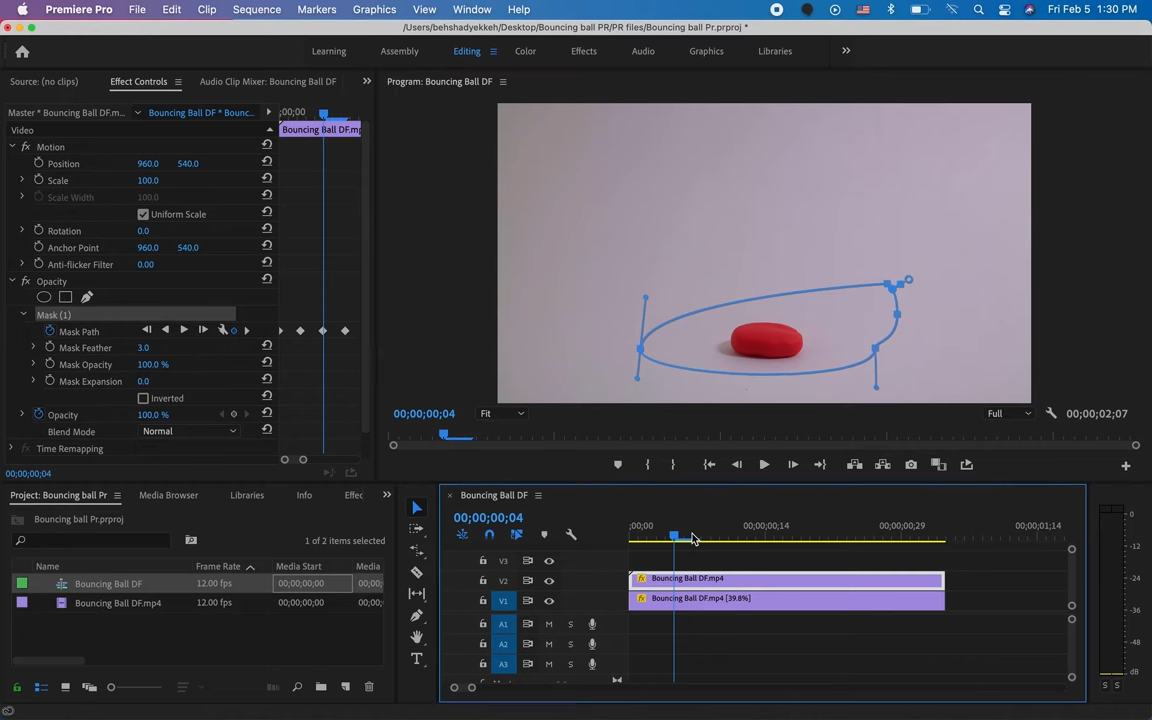 Premiere Pro File Edit Clip Sequence Markers Graphics View Window Help Fri Feb 5 1:30 PM
/Users/behshadyekkeh/Desktop/Bouncing ball PR/PR files/Bouncing ball Pr.prproj *
Learning Assembly Editing Color Effects Audio Graphics Libraries
Source: (no clips) Effect Controls Audio Clip Mixer: Bouncing Ball DF Program: Bouncing Ball DF
Master * Bouncing Ball DF.m... Bouncing Ball DF * Bounc... ;00;00
Video Bouncing Ball DF.mp
fx Motion
Position 960.0 540.0
Scale 100.0
Scale Width 100.0
Uniform Scale
Rotation 0.0
Anchor Point 960.0 540.0
Anti-flicker Filter 0.00
fx Opacity
Mask (1)
Mask Path
Mask Feather 3.0
Mask Opacity 100.0 %
Mask Expansion 0.0
Inverted
Opacity 100.0 %
Blend Mode Normal
fx Time Remapping
00;00;00;04
00;00;00;04 Fit Full 00;00;02;07
Project: Bouncing ball Pr Media Browser Libraries Info Effec
Bouncing ball Pr.prproj
1 of 2 items selected
Name Frame Rate Media Start Media
Bouncing Ball DF 12.00 fps 00;00;00;00 00;00;
Bouncing Ball DF.mp4 12.00 fps 00;00;00;00 00;00;
× Bouncing Ball DF
00;00;00;04
;00;00 00;00;00;14 00;00;00;29 00;00;01;14
V3
V2 fx Bouncing Ball DF.mp4
V1 fx Bouncing Ball DF.mp4 [39.8%]
A1 M S
A2 M S
A3 M S
0
-12
-24
-36
-48
dB
S S